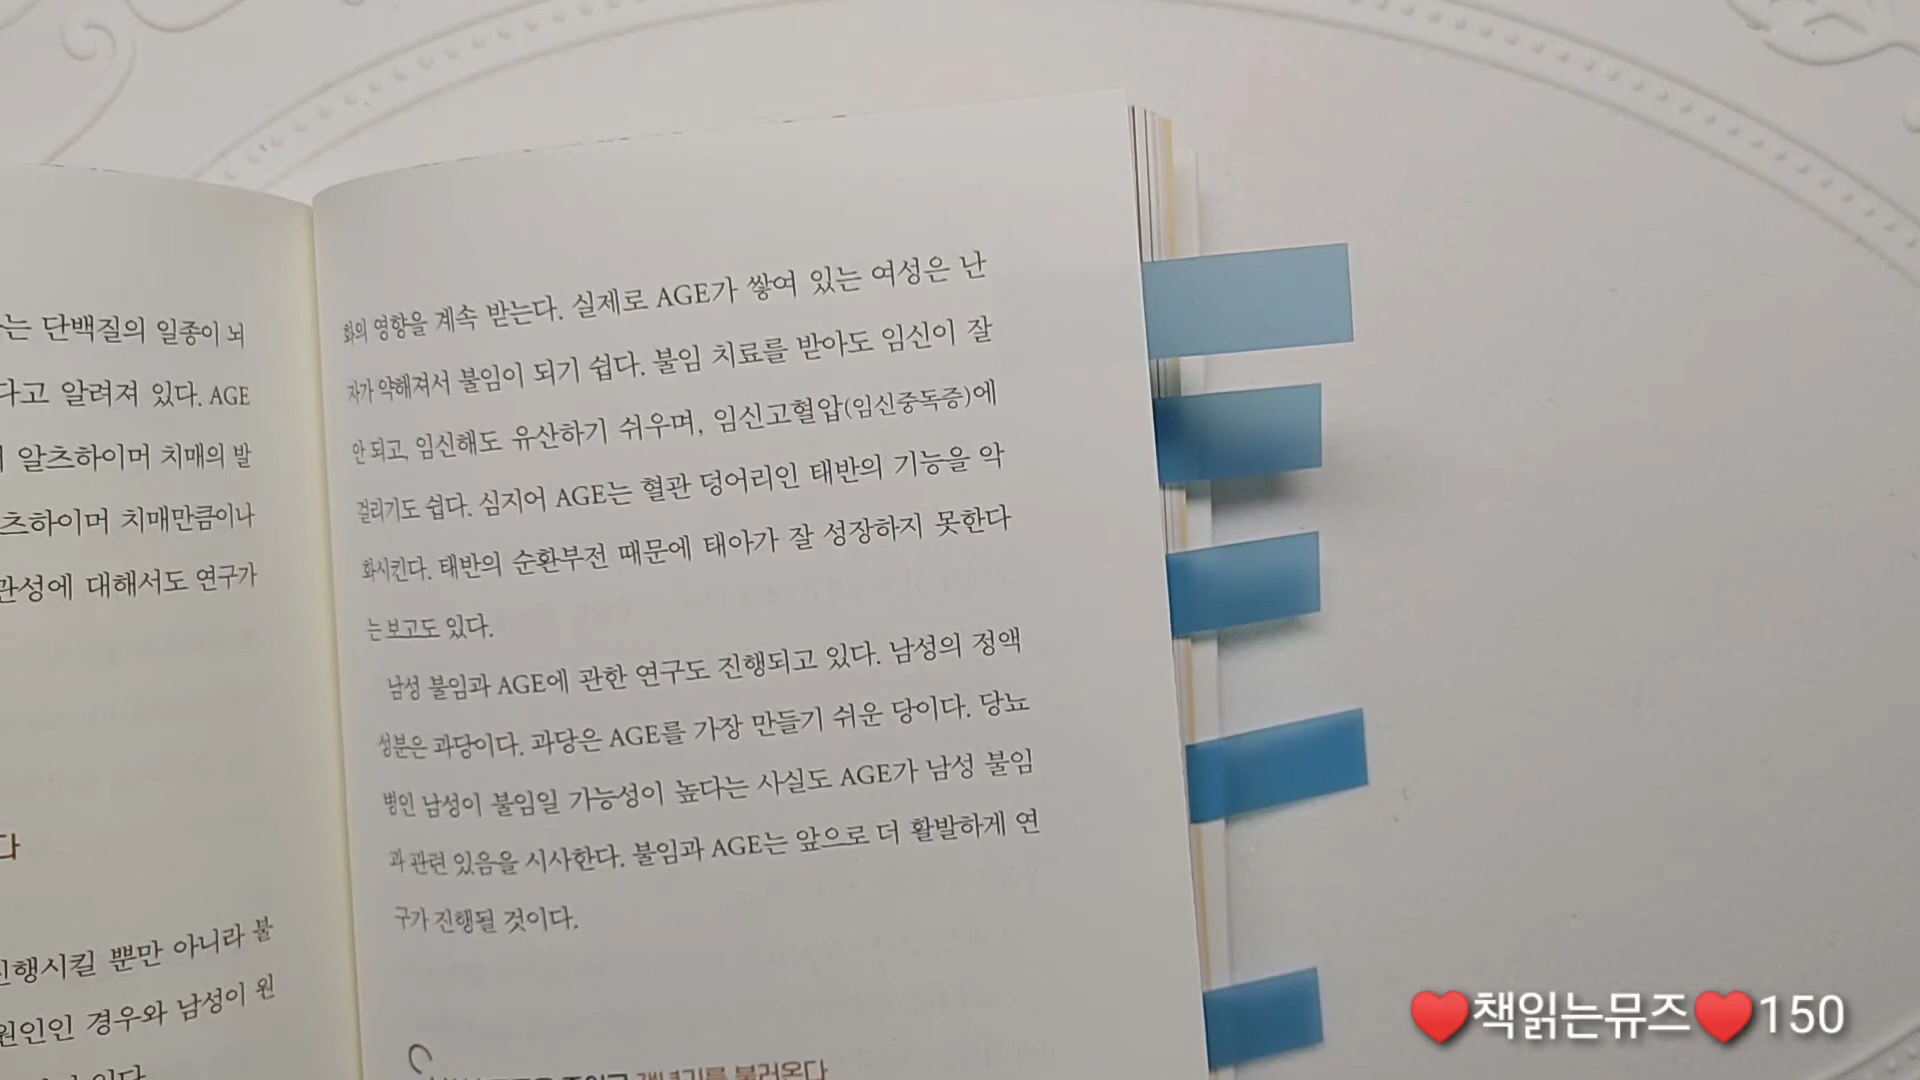 는 단백질의 일종이 뇌
다고 알려져 있다. AGE
알츠하이머 치매의 발
츠하이머 치매만큼이나
관성에 대해서도 연구가
다
진행시킬 뿐만 아니라 불
원인인 경우와 남성이 원
화의 영향을 계속 받는다. 실제로 AGE가 쌓여 있는 여성은 난
자가 약해져서 불임이 되기 쉽다. 불임 치료를 받아도 임신이 잘
안 되고, 임신해도 유산하기 쉬우며, 임신고혈압(임신중독증)에
걸리기도 쉽다. 심지어 AGE는 혈관 덩어리인 태반의 기능을 악
화시킨다. 태반의 순환부전 때문에 태아가 잘 성장하지 못한다
는 보고도 있다.
남성 불임과 AGE에 관한 연구도 진행되고 있다. 남성의 정액
성분은 과당이다. 과당은 AGE를 가장 만들기 쉬운 당이다. 당뇨
병인 남성이 불임일 가능성이 높다는 사실도 AGE가 남성 불임
과 관련 있음을 시사한다. 불임과 AGE는 앞으로 더 활발하게 연
구가 진행될 것이다.
갱년기를 불러온다
♥책읽는뮤즈♥150